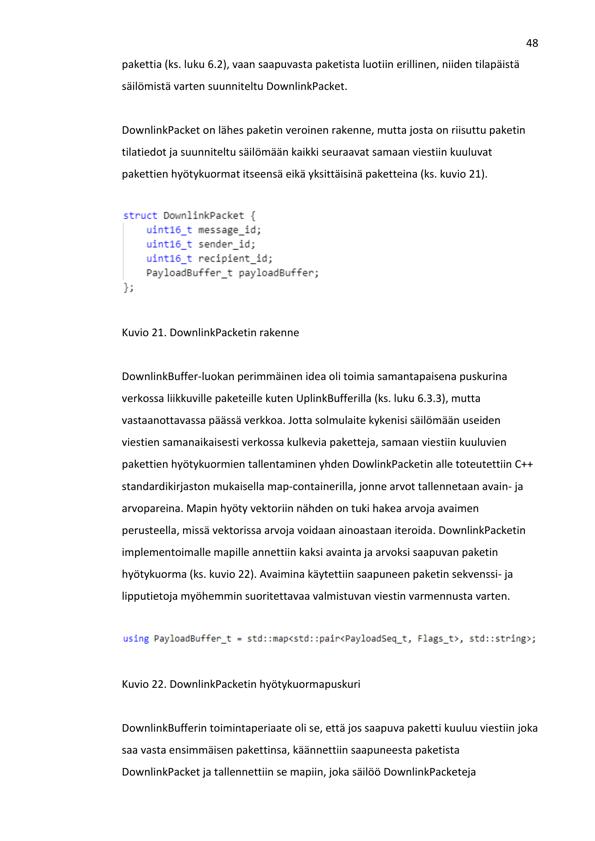 48
pakettia (ks. luku 6.2), vaan saapuvasta paketista luotiin erillinen, niiden tilapäistä
säilömistä varten suunniteltu DownlinkPacket.
DownlinkPacket on lähes paketin veroinen rakenne, mutta josta on riisuttu paketin
tilatiedot ja suunniteltu säilömään kaikki seuraavat samaan viestiin kuuluvat
pakettien hyötykuormat itseensä eikä yksittäisinä paketteina (ks. kuvio 21).
struct DownlinkPacket {
    uint16_t message_id;
    uint16_t sender_id;
    uint16_t recipient_id;
    PayloadBuffer_t payloadBuffer;
};
Kuvio 21. DownlinkPacketin rakenne
DownlinkBuffer-luokan perimmäinen idea oli toimia samantapaisena puskurina
verkossa liikkuville paketeille kuten UplinkBufferilla (ks. luku 6.3.3), mutta
vastaanottavassa päässä verkkoa. Jotta solmulaite kykenisi säilömään useiden
viestien samanaikaisesti verkossa kulkevia paketteja, samaan viestiin kuuluvien
pakettien hyötykuormien tallentaminen yhden DowlinkPacketin alle toteutettiin C++
standardikirjaston mukaisella map-containerilla, jonne arvot tallennetaan avain- ja
arvopareina. Mapin hyöty vektoriin nähden on tuki hakea arvoja avaimen
perusteella, missä vektorissa arvoja voidaan ainoastaan iteroida. DownlinkPacketin
implementoimalle mapille annettiin kaksi avainta ja arvoksi saapuvan paketin
hyötykuorma (ks. kuvio 22). Avaimina käytettiin saapuneen paketin sekvenssi- ja
lipputietoja myöhemmin suoritettavaa valmistuvan viestin varmennusta varten.
using PayloadBuffer_t = std::map<std::pair<PayloadSeq_t, Flags_t>, std::string>;
Kuvio 22. DownlinkPacketin hyötykuormapuskuri
DownlinkBufferin toimintaperiaate oli se, että jos saapuva paketti kuuluu viestiin joka
saa vasta ensimmäisen pakettinsa, käännettiin saapuneesta paketista
DownlinkPacket ja tallennettiin se mapiin, joka säilöö DownlinkPacketeja